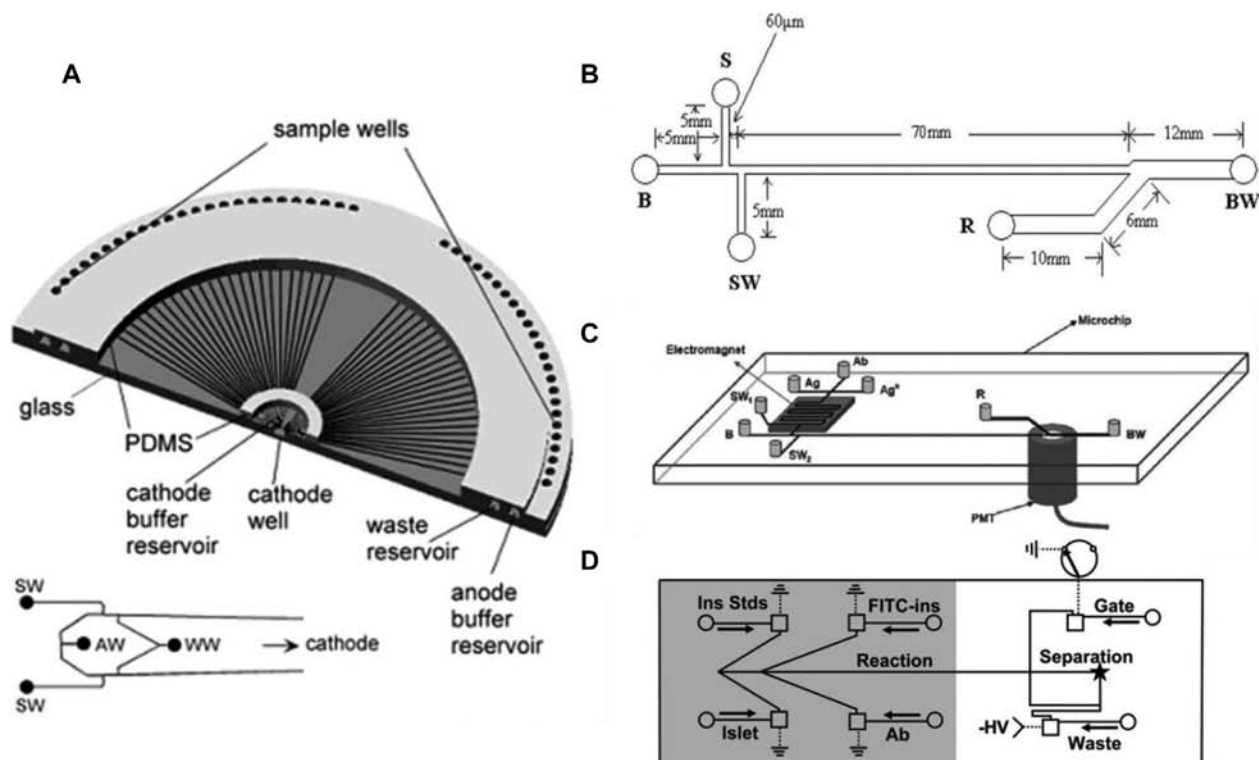 A
sample wells
glass
PDMS
cathode
buffer
reservoir
cathode
well
waste
reservoir
anode
buffer
reservoir
SW
AW
WW
cathode
SW
B
60μm
S
5mm
5mm
70mm
12mm
B
5mm
SW
R
10mm
6mm
BW
C
Microchip
Electromagnet
Ab
Ag
Ag*
SW1
B
SW2
R
BW
PMT
D
Ins Stds
FITC-ins
Gate
Reaction
Separation
Islet
Ab
-HV
Waste